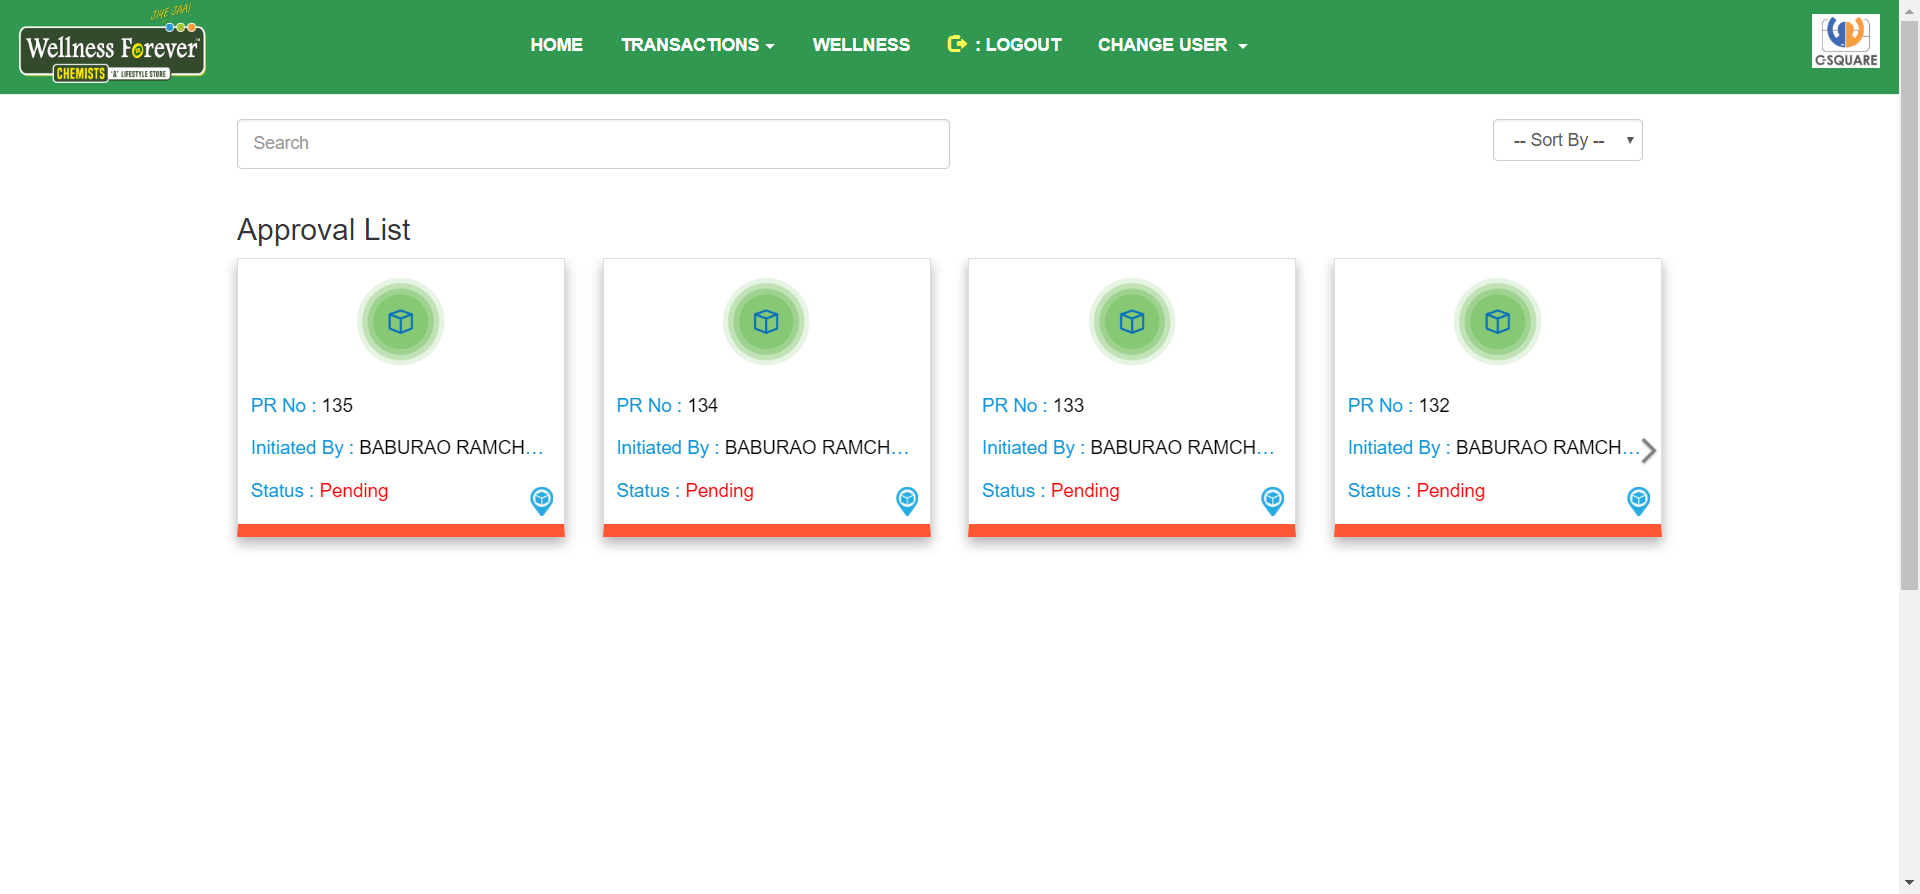 JIYE JAA!
Wellness Forever
CHEMISTS '&' LIFESTYLE STORE
HOME
TRANSACTIONS
WELLNESS
: LOGOUT
CHANGE USER
C-SQUARE
Search
-- Sort By --
Approval List
PR No : 135
Initiated By : BABURAO RAMCH...
Status : Pending
PR No : 134
Initiated By : BABURAO RAMCH...
Status : Pending
PR No : 133
Initiated By : BABURAO RAMCH...
Status : Pending
PR No : 132
Initiated By : BABURAO RAMCH...
Status : Pending